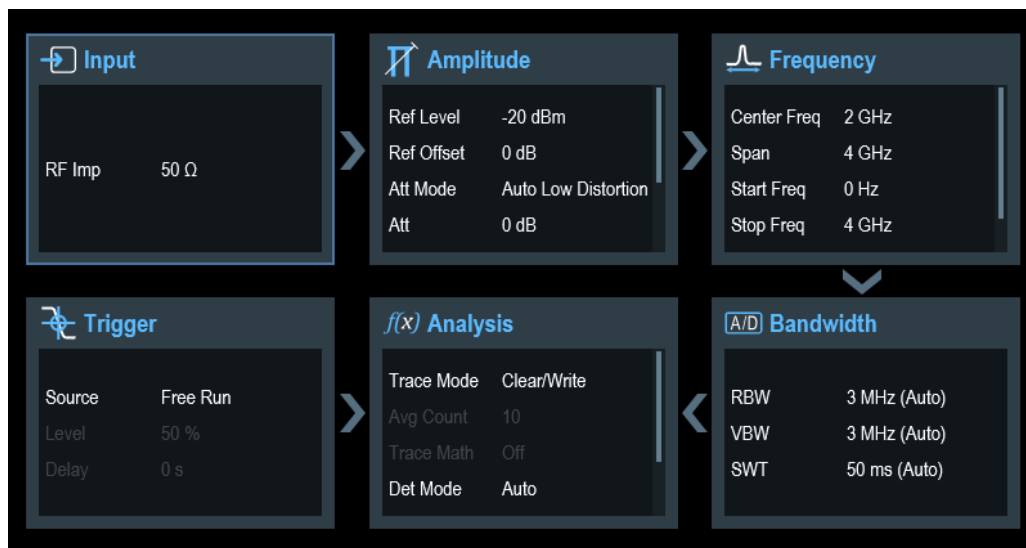 Input
RF Imp 50 Ω
Amplitude
Ref Level -20 dBm
Ref Offset 0 dB
Att Mode Auto Low Distortion
Att 0 dB
Frequency
Center Freq 2 GHz
Span 4 GHz
Start Freq 0 Hz
Stop Freq 4 GHz
Trigger
Source Free Run
Level 50 %
Delay 0 s
f(x) Analysis
Trace Mode Clear/Write
Avg Count 10
Trace Math Off
Det Mode Auto
A/D Bandwidth
RBW 3 MHz (Auto)
VBW 3 MHz (Auto)
SWT 50 ms (Auto)